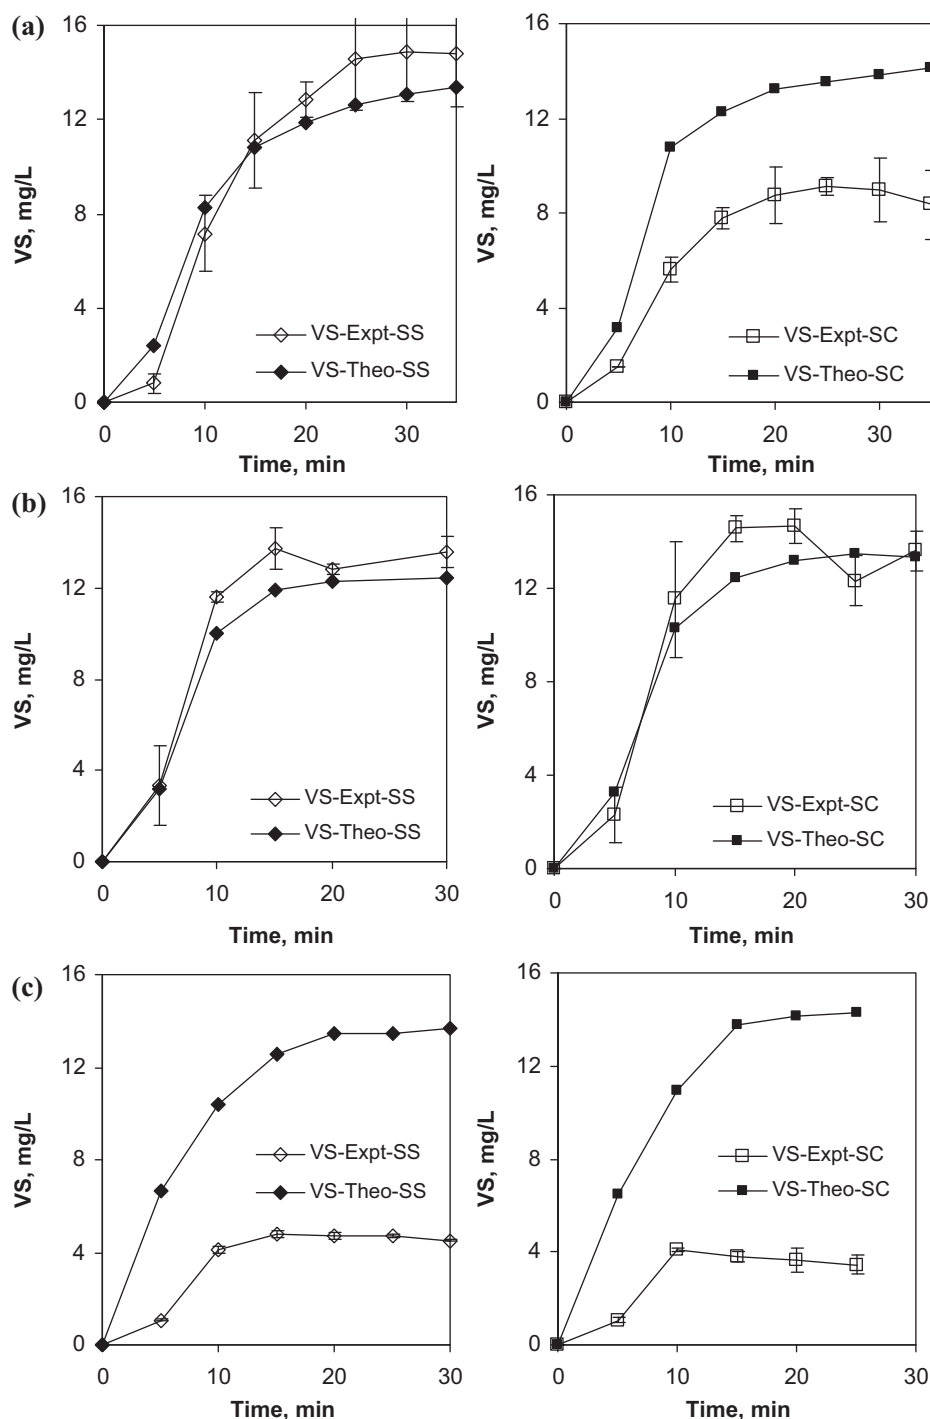 (a)
16
12
8
4
0
VS, mg/L
VS-Expt-SS
VS-Theo-SS
0 10 20 30
Time, min
16
12
8
4
0
VS, mg/L
VS-Expt-SC
VS-Theo-SC
0 10 20 30
Time, min
(b)
16
12
8
4
0
VS, mg/L
VS-Expt-SS
VS-Theo-SS
0 10 20 30
Time, min
16
12
8
4
0
VS, mg/L
VS-Expt-SC
VS-Theo-SC
0 10 20 30
Time, min
(c)
16
12
8
4
0
VS, mg/L
VS-Expt-SS
VS-Theo-SS
0 10 20 30
Time, min
16
12
8
4
0
VS, mg/L
VS-Expt-SC
VS-Theo-SC
0 10 20 30
Time, min